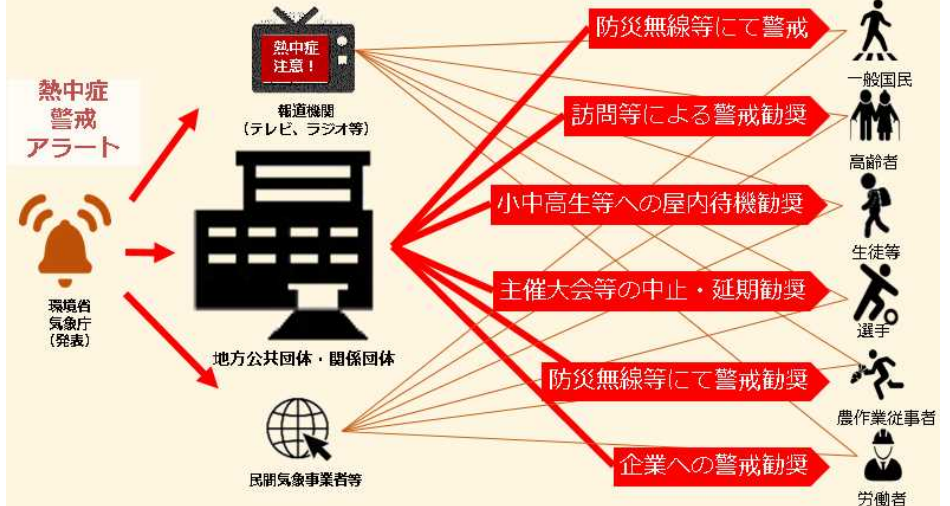 熱中症
警戒
アラート
環境省
気象庁
（発表）
熱中症
注意！
報道機関
（テレビ、ラジオ等）
地方公共団体・関係団体
民間気象事業者等
防災無線等にて警戒
訪問等による警戒勧奨
小中高生等への屋内待機勧奨
主催大会等の中止・延期勧奨
防災無線等にて警戒勧奨
企業への警戒勧奨
一般国民
高齢者
生徒等
選手
農作業従事者
労働者